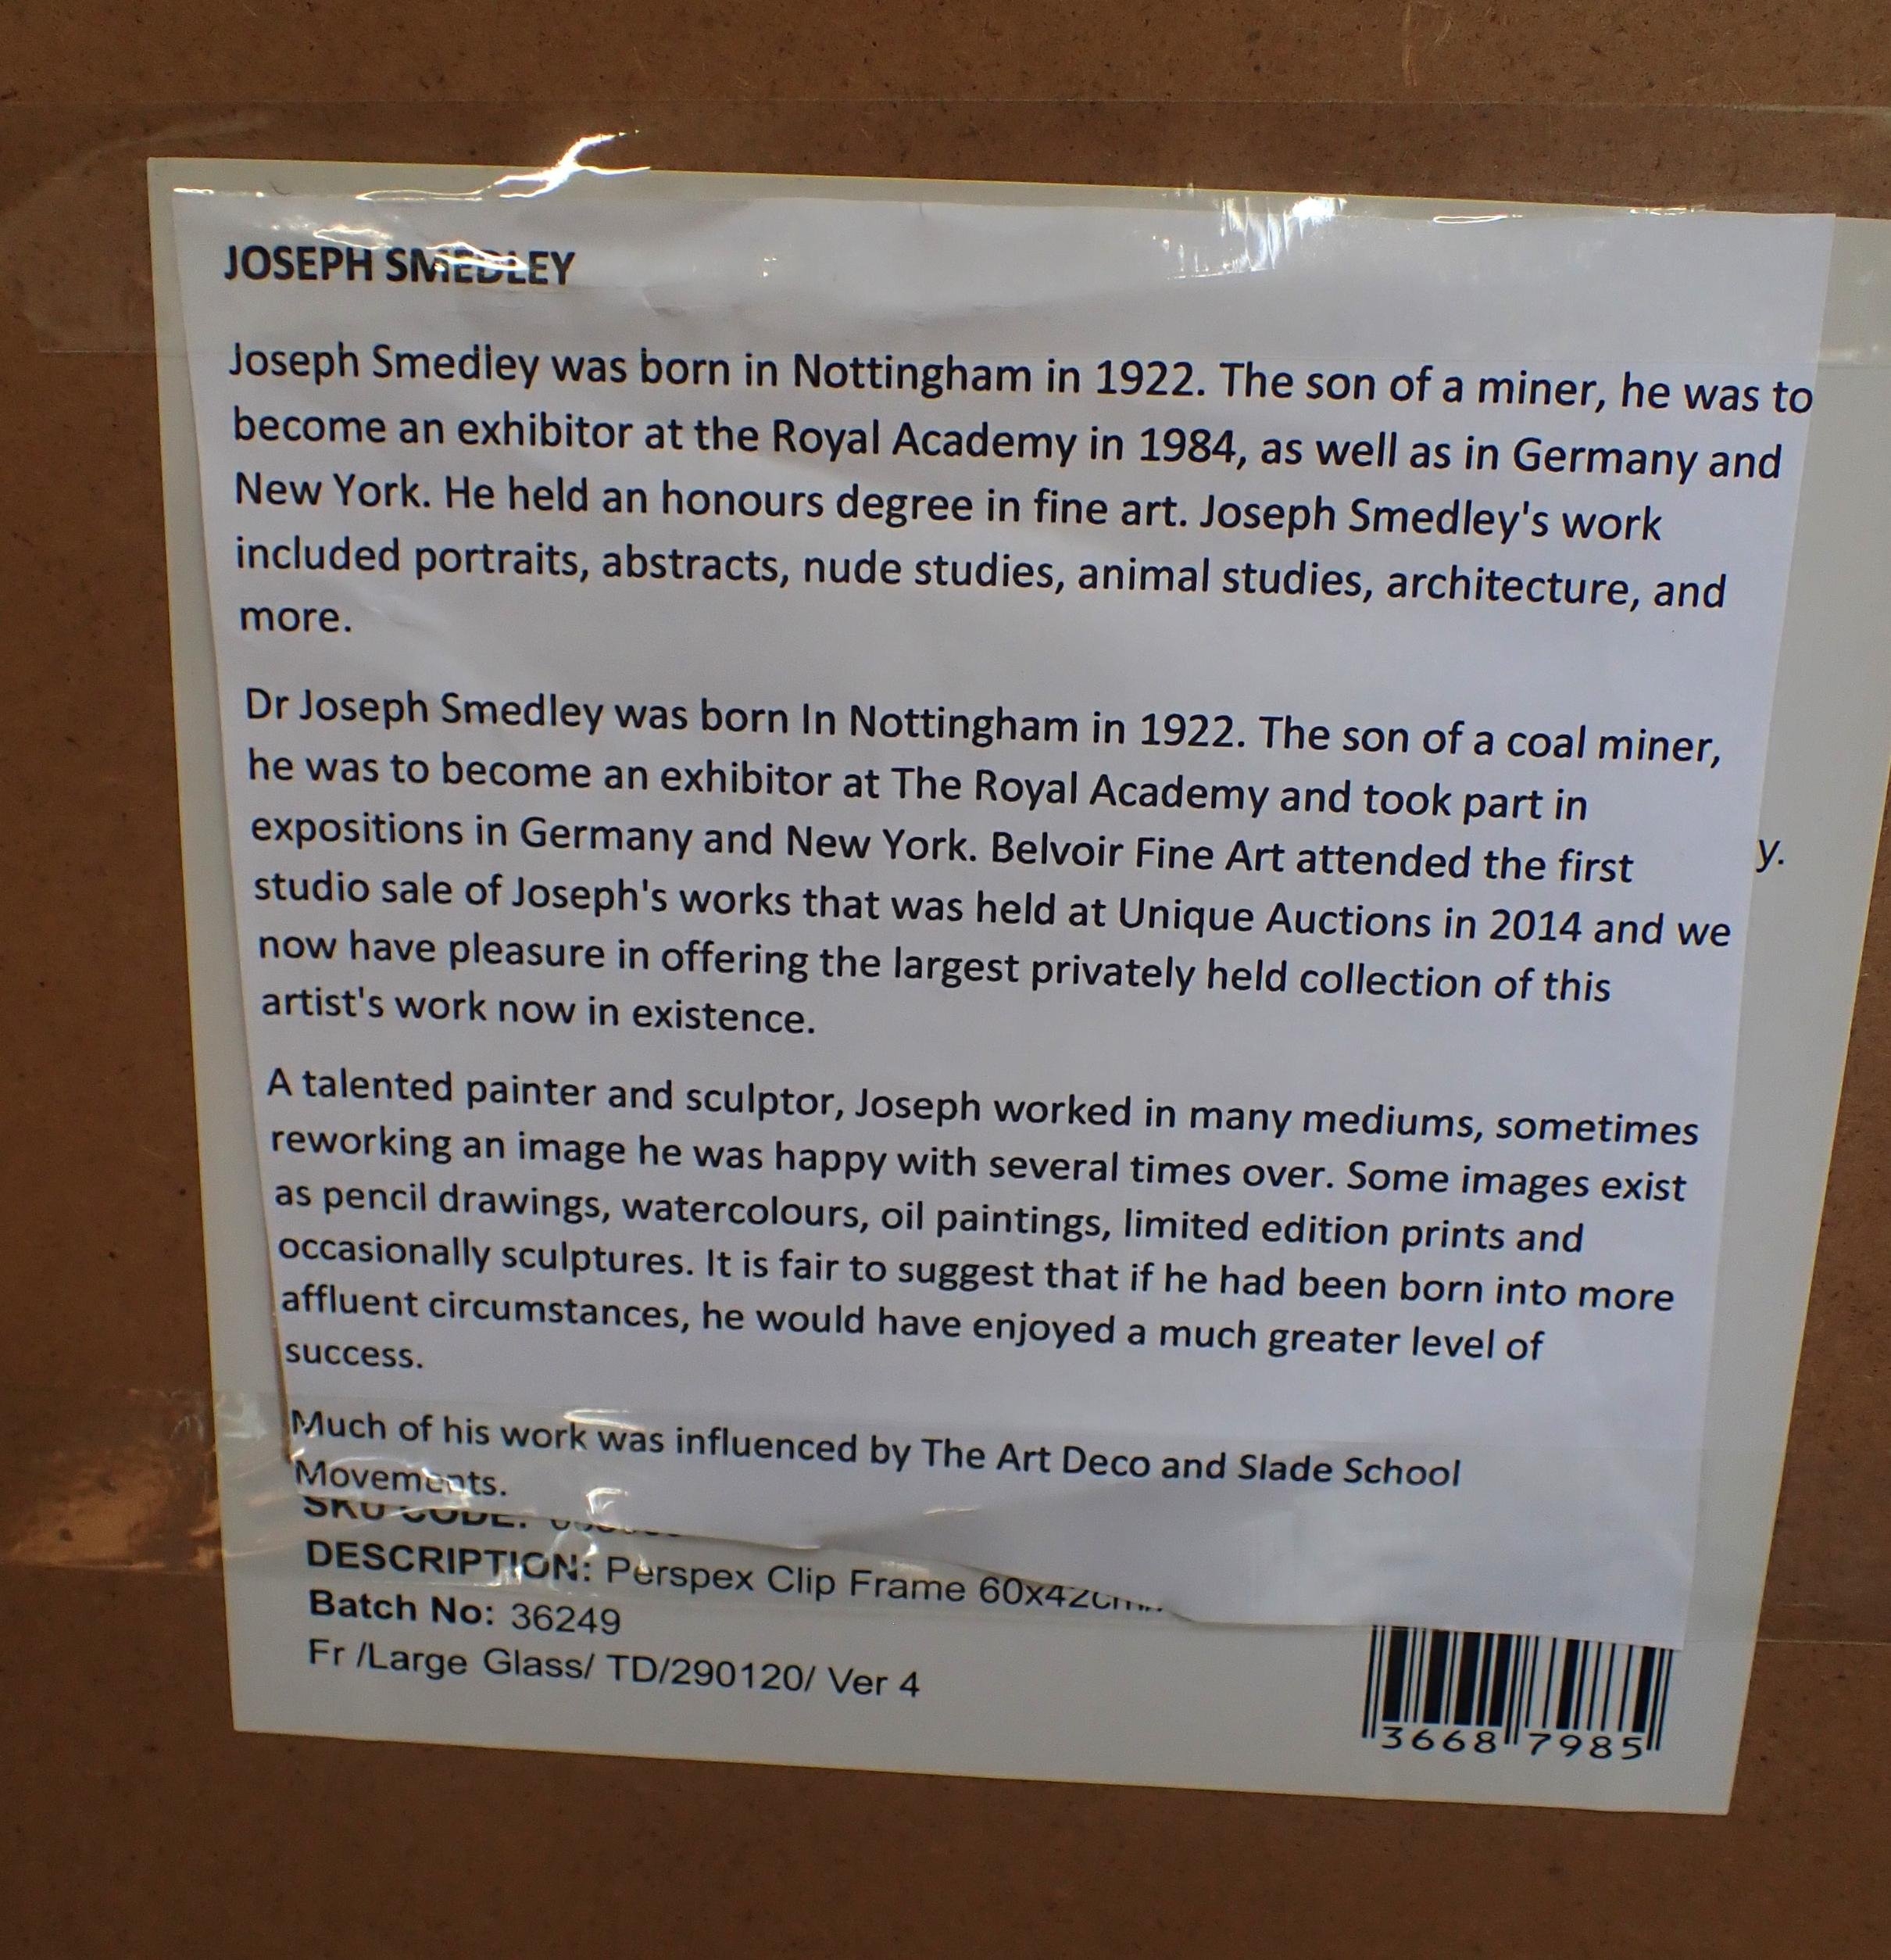 JOSEPH SMEDLEY
Joseph Smedley was born in Nottingham in 1922. The son of a miner, he was to
become an exhibitor at the Royal Academy in 1984, as well as in Germany and
New York. He held an honours degree in fine art. Joseph Smedley's work
included portraits, abstracts, nude studies, animal studies, architecture, and
more.
Dr Joseph Smedley was born In Nottingham in 1922. The son of a coal miner,
he was to become an exhibitor at The Royal Academy and took part in
expositions in Germany and New York. Belvoir Fine Art attended the first
y.
studio sale of Joseph's works that was held at Unique Auctions in 2014 and we
now have pleasure in offering the largest privately held collection of this
artist's work now in existence.
A talented painter and sculptor, Joseph worked in many mediums, sometimes
reworking an image he was happy with several times over. Some images exist
as pencil drawings, watercolours, oil paintings, limited edition prints and
occasionally sculptures. It is fair to suggest that if he had been born into more
affluent circumstances, he would have enjoyed a much greater level of
success.
Much of his work was influenced by The Art Deco and Slade School
Movements.
SKU CODE:
DESCRIPTION: Perspex Clip Frame 60x42cm
Batch No: 36249
Fr /Large Glass/ TD/290120/ Ver 4
3668 7985